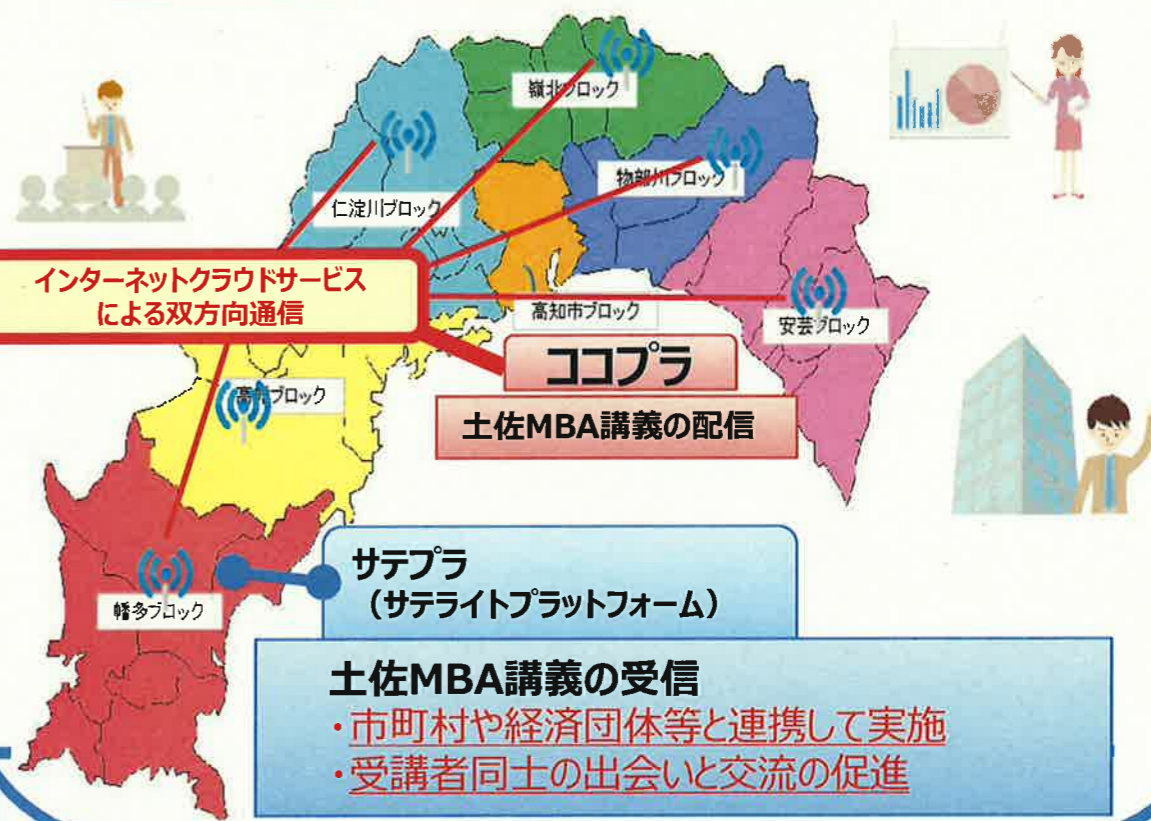 嶺北ブロック
物部川ブロック
仁淀川ブロック
インターネットクラウドサービス
による双方向通信
高知市ブロック
安芸ブロック
ココプラ
土佐MBA講義の配信
ブロック
幡多ブロック
サテプラ
(サテライトプラットフォーム)
土佐MBA講義の受信
・市町村や経済団体等と連携して実施
・受講者同士の出会いと交流の促進